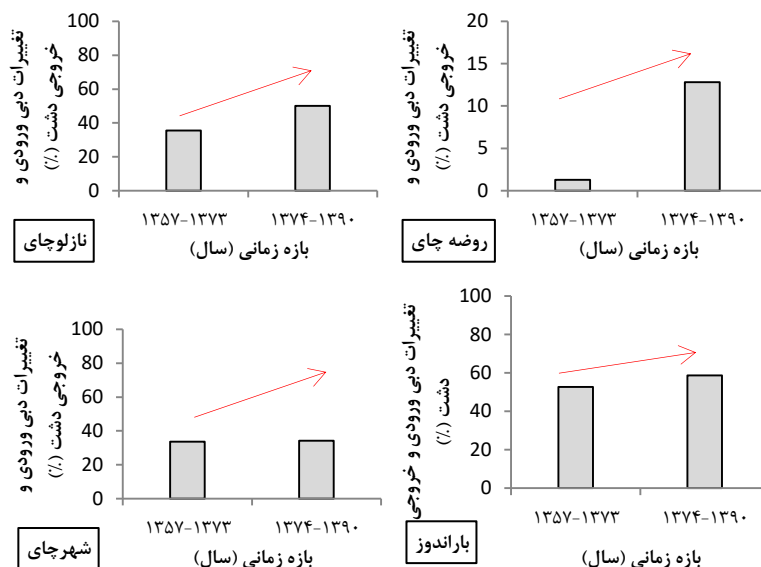 تغییرات دبی ورودی و
خروجی دشت (٪)
100
80
60
40
20
0
۱۳۵۷-۱۳۷۳
۱۳۷۴-۱۳۹۰
بازه زمانی (سال)
نازلوچای
تغییرات دبی ورودی و
خروجی دشت (٪)
20
15
10
5
0
۱۳۵۷-۱۳۷۳
۱۳۷۴-۱۳۹۰
بازه زمانی (سال)
روضه چای
تغییرات دبی ورودی و
خروجی دشت (٪)
100
80
60
40
20
0
۱۳۵۷-۱۳۷۳
۱۳۷۴-۱۳۹۰
بازه زمانی (سال)
شهرچای
تغییرات دبی ورودی و خروجی
دشت (٪)
100
80
60
40
20
0
۱۳۵۷-۱۳۷۳
۱۳۷۴-۱۳۹۰
بازه زمانی (سال)
باراندوز